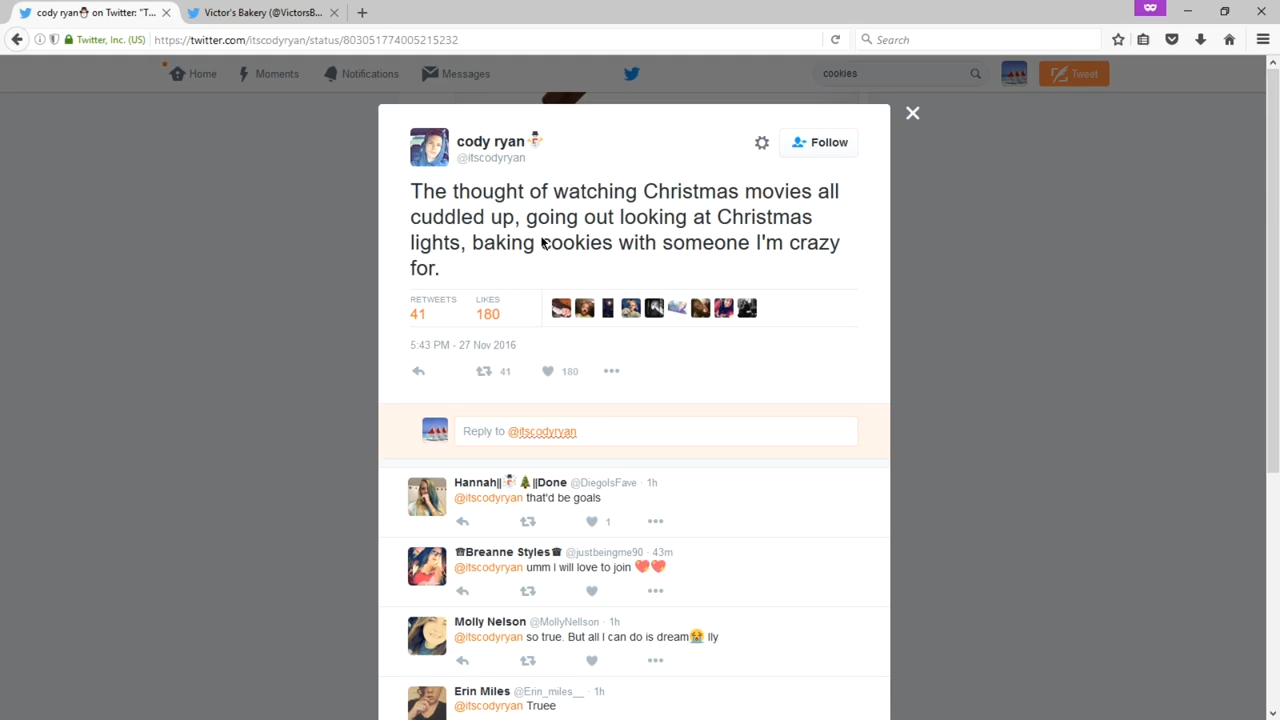 cody ryan⛄ on Twitter: "T...
Victor's Bakery (@VictorsB...
Twitter, Inc. (US)
https://twitter.com/itscodyryan/status/803051774005215232
Search
Home
Moments
Notifications
Messages
cookies
Tweet
cody ryan⛄
@itscodyryan
Follow
The thought of watching Christmas movies all
cuddled up, going out looking at Christmas
lights, baking cookies with someone I'm crazy
for.
RETWEETS
LIKES
41
180
5:43 PM - 27 Nov 2016
41
180
Reply to @itscodyryan
Hannah||⛄🎄||Done @DiegoIsFave · 1h
@itscodyryan that'd be goals
1
☎Breanne Styles☎ @justbeingme90 · 43m
@itscodyryan umm I will love to join 💖💖
Molly Nelson @MollyNellson · 1h
@itscodyryan so true. But all I can do is dream😭 Ily
Erin Miles @Erin_miles__ · 1h
@itscodyryan Truee